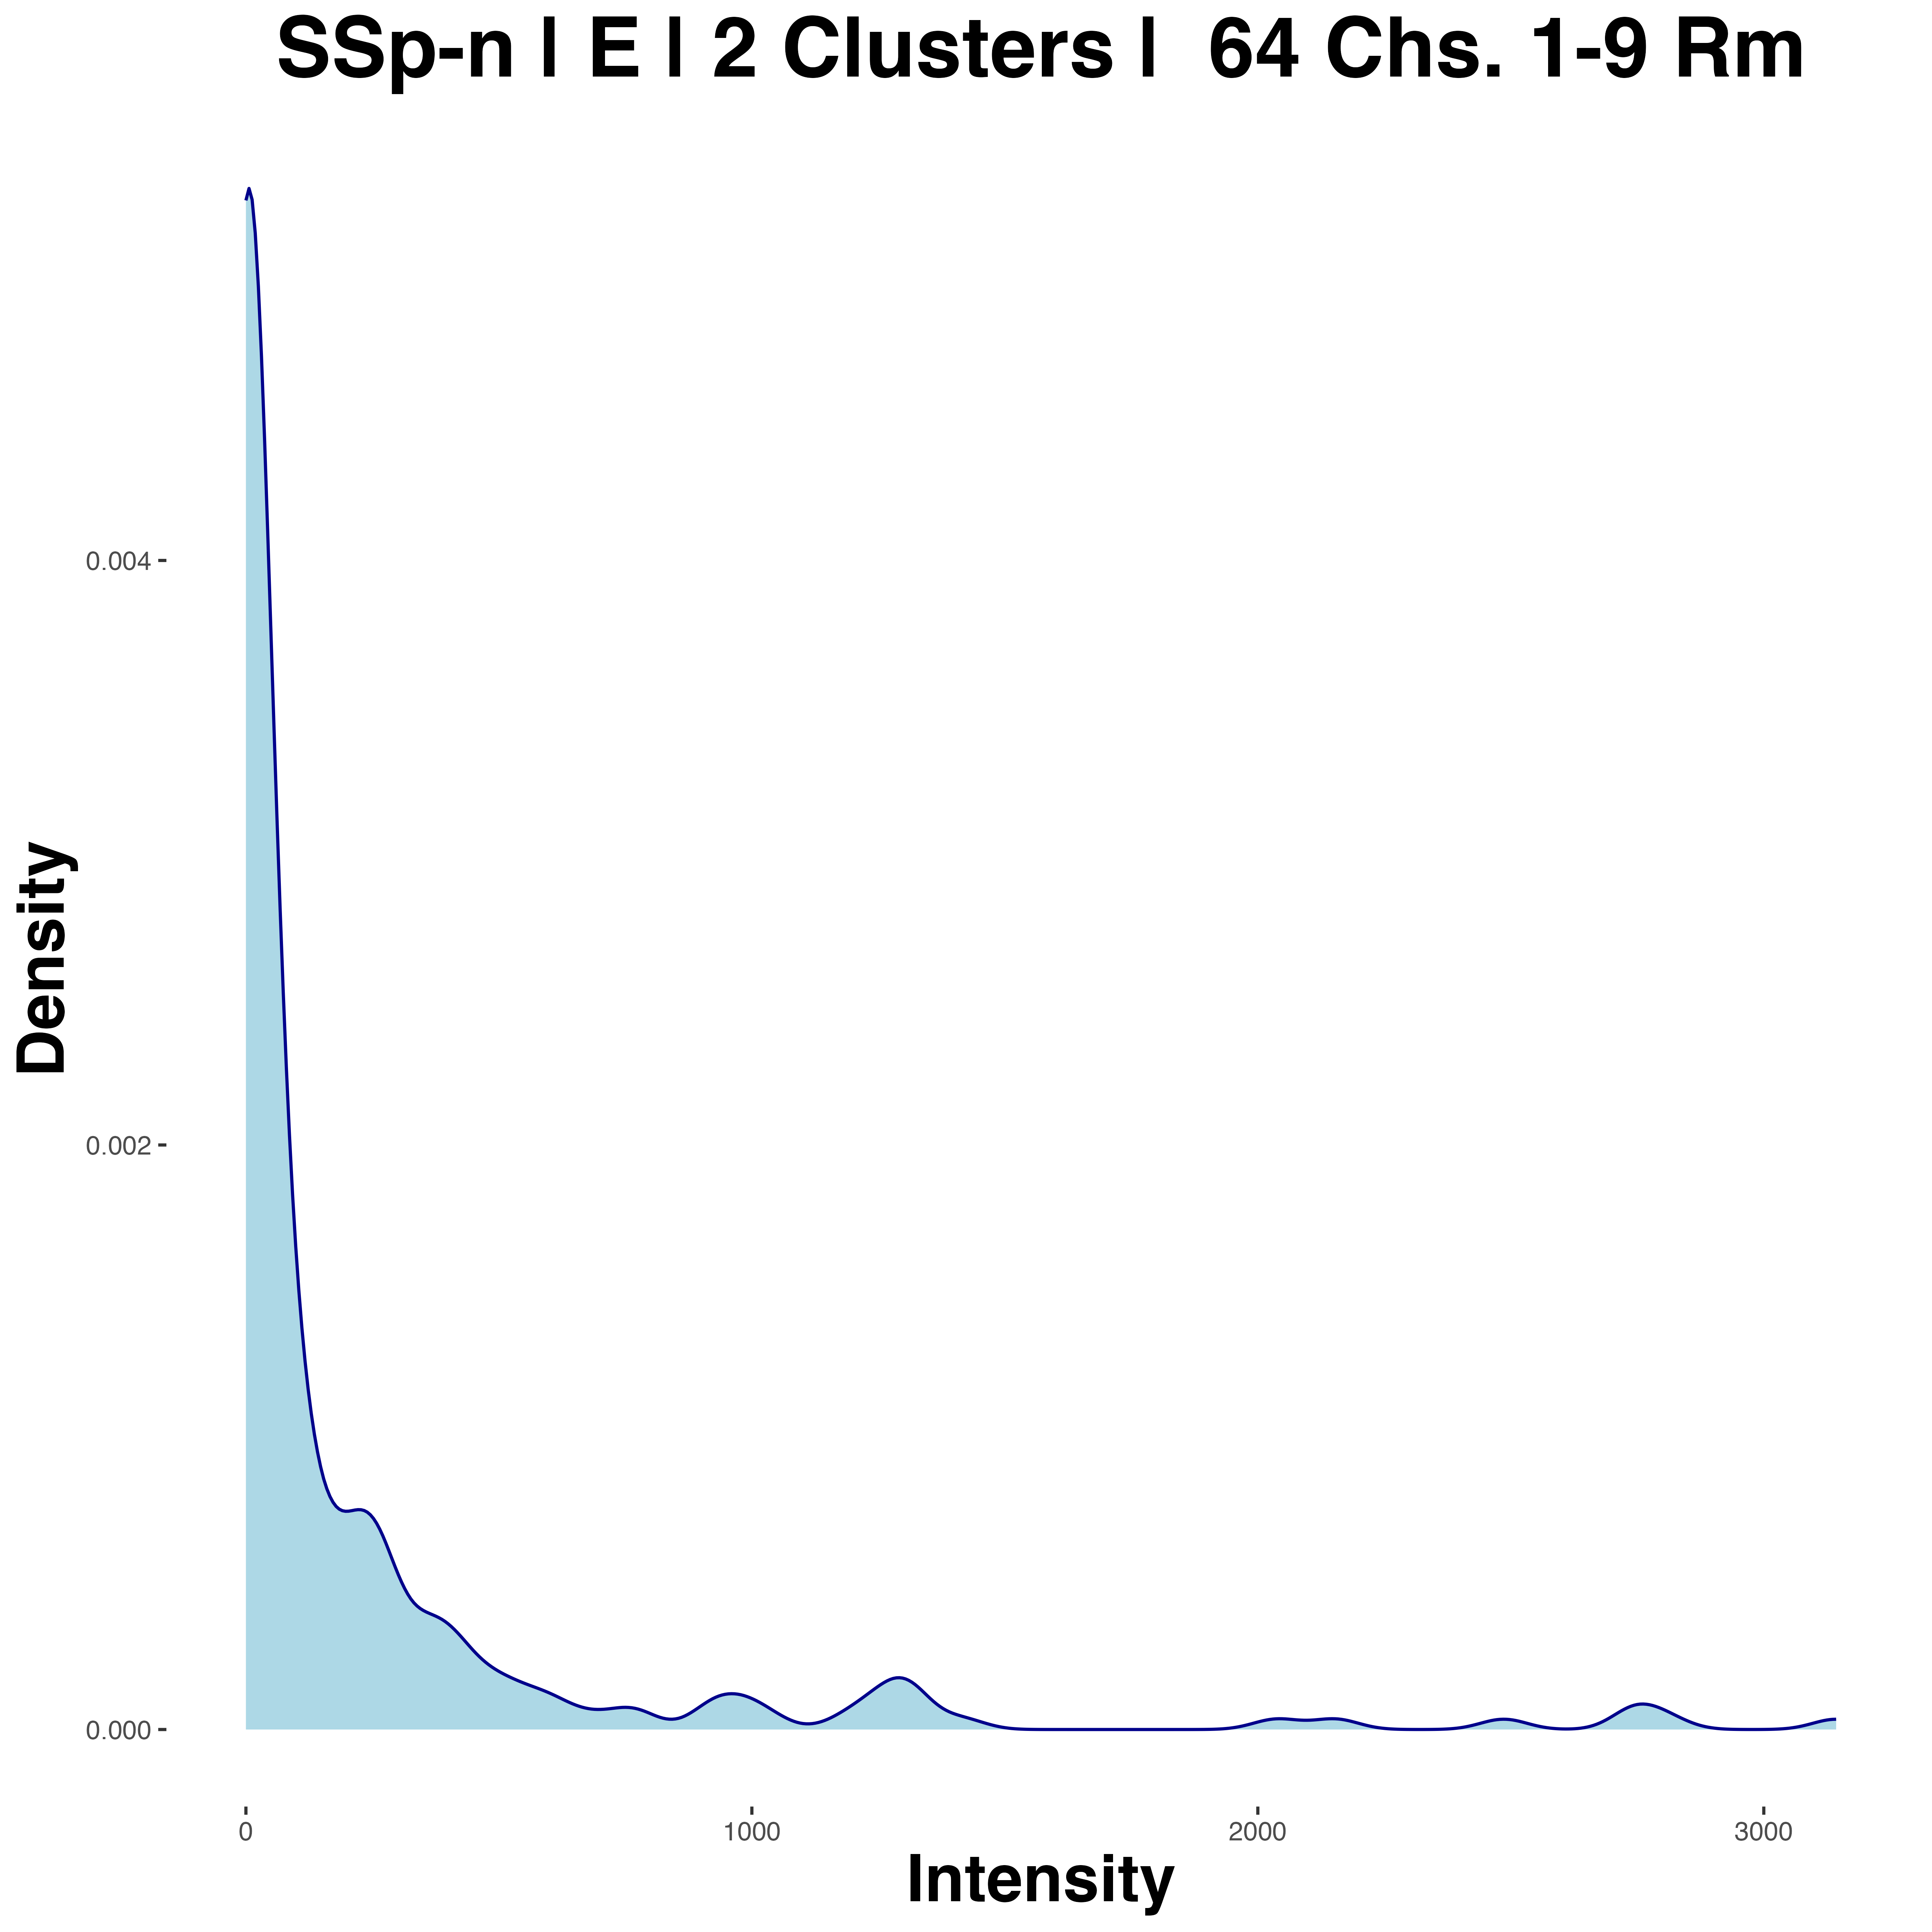 SSp-n | E | 2 Clusters | 64 Chs. 1-9 Rm
Density
0.004
0.002
0.000
0
1000
2000
3000
Intensity